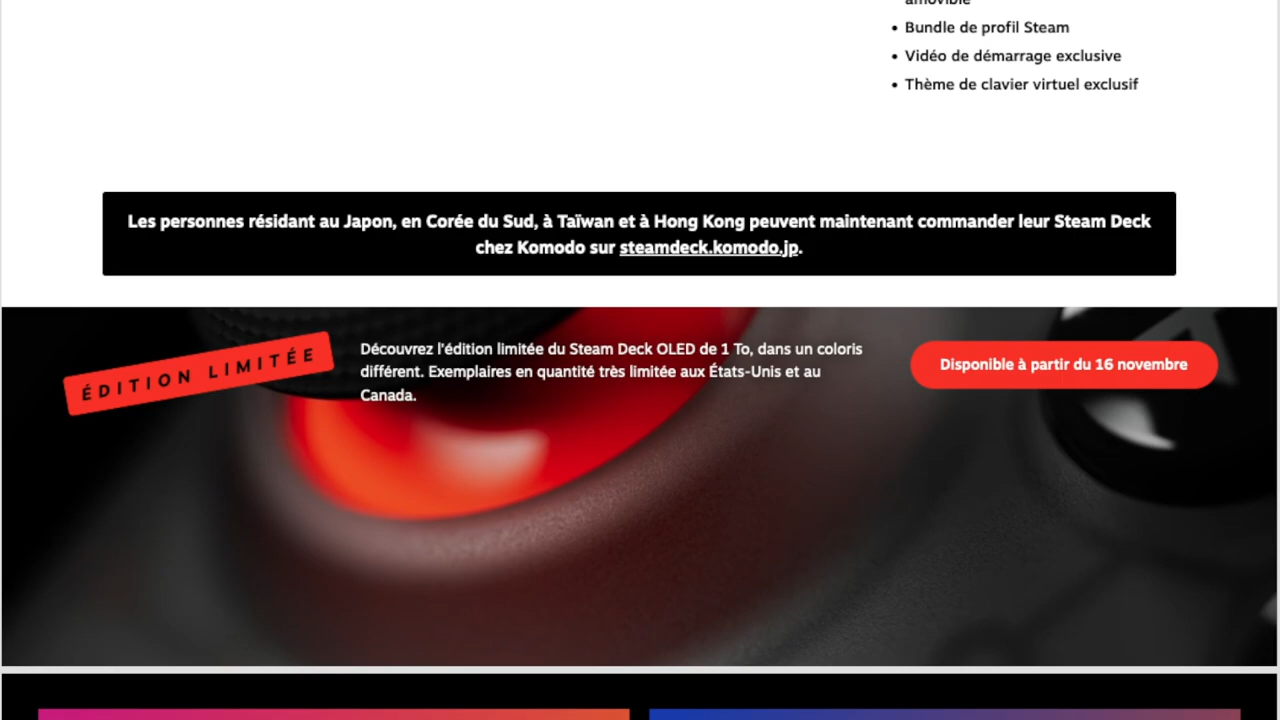 amovible
• Bundle de profil Steam
• Vidéo de démarrage exclusive
• Thème de clavier virtuel exclusif
Les personnes résidant au Japon, en Corée du Sud, à Taïwan et à Hong Kong peuvent maintenant commander leur Steam Deck
chez Komodo sur steamdeck.komodo.jp.
ÉDITION LIMITÉE
Découvrez l'édition limitée du Steam Deck OLED de 1 To, dans un coloris
différent. Exemplaires en quantité très limitée aux États-Unis et au
Canada.
Disponible à partir du 16 novembre
A